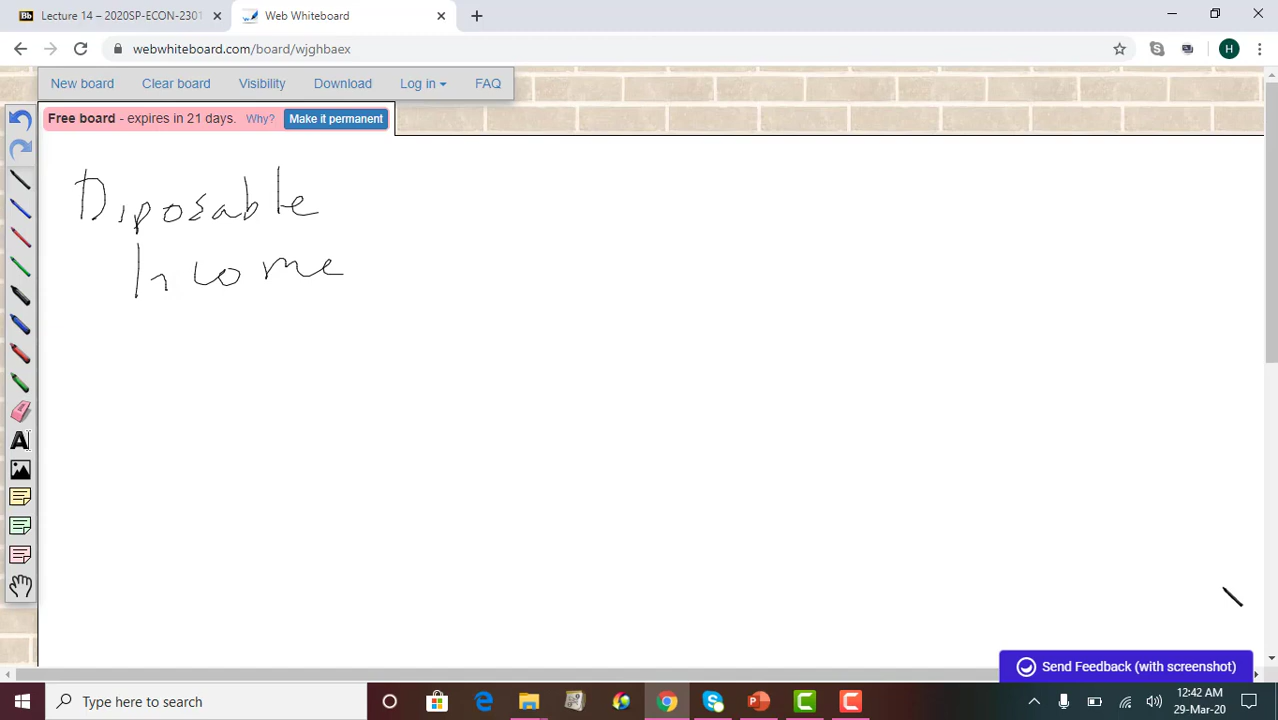 Lecture 14 – 2020SP-ECON-2301
Web Whiteboard
webwhiteboard.com/board/wjghbaex
H
New board Clear board Visibility Download Log in FAQ
Free board - expires in 21 days. Why? Make it permanent
Diposable
Income
A
Send Feedback (with screenshot)
Type here to search
12:42 AM
29-Mar-20